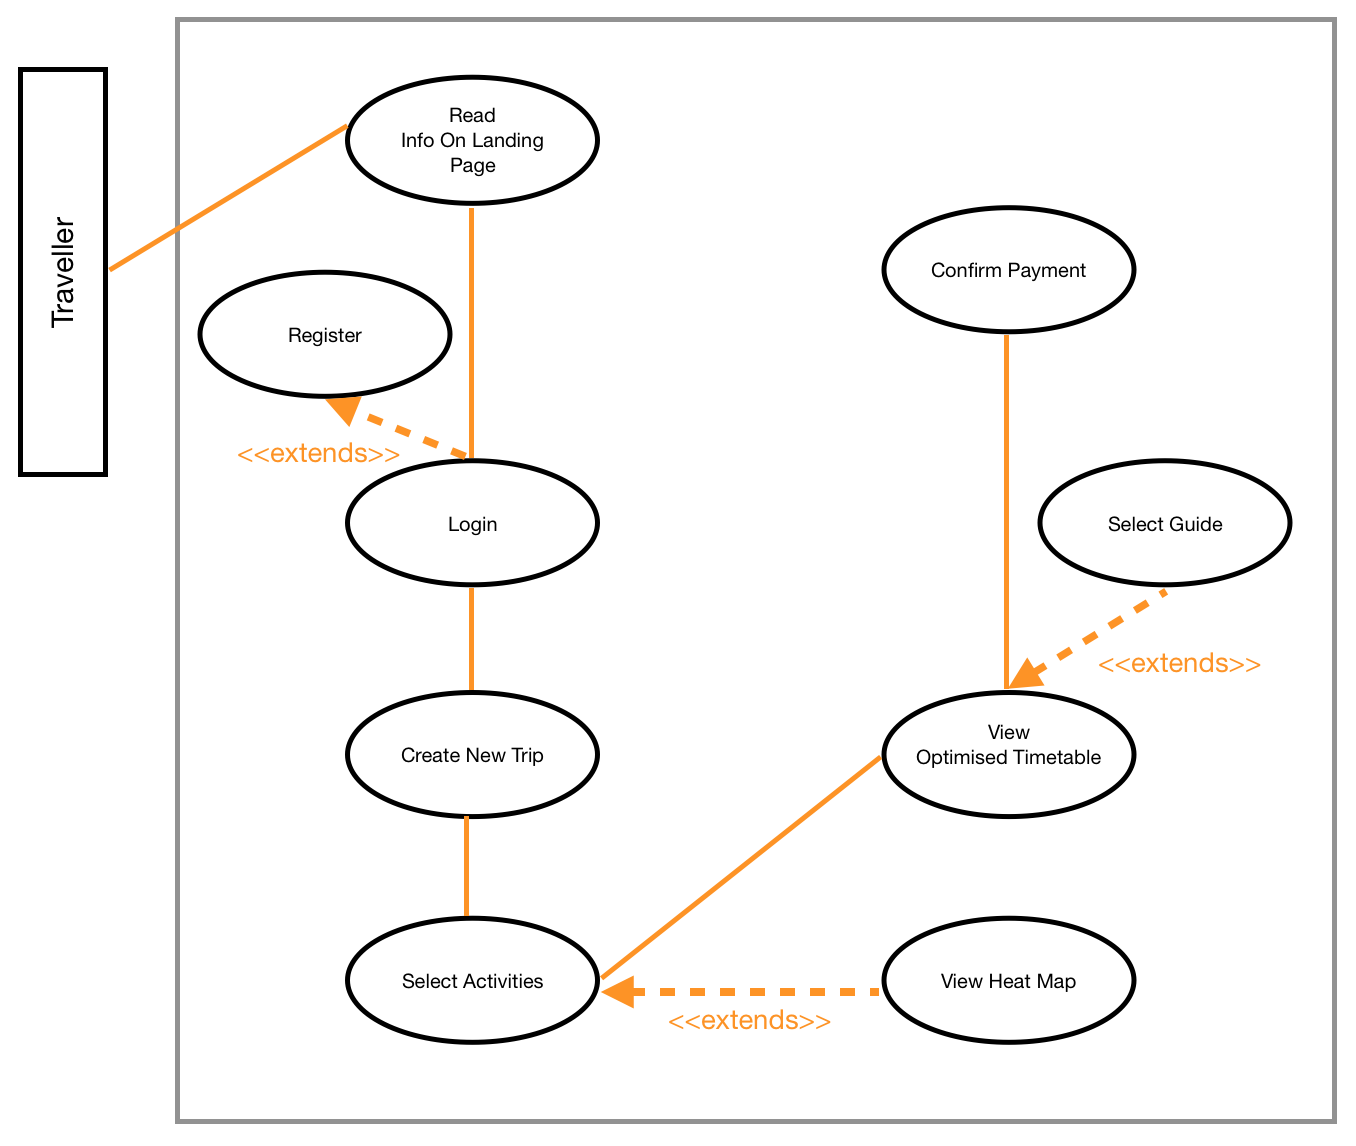 Traveller
Read
Info On Landing
Page
Register
<<extends>>
Login
Create New Trip
Select Activities
Confirm Payment
Select Guide
<<extends>>
View
Optimised Timetable
View Heat Map
<<extends>>